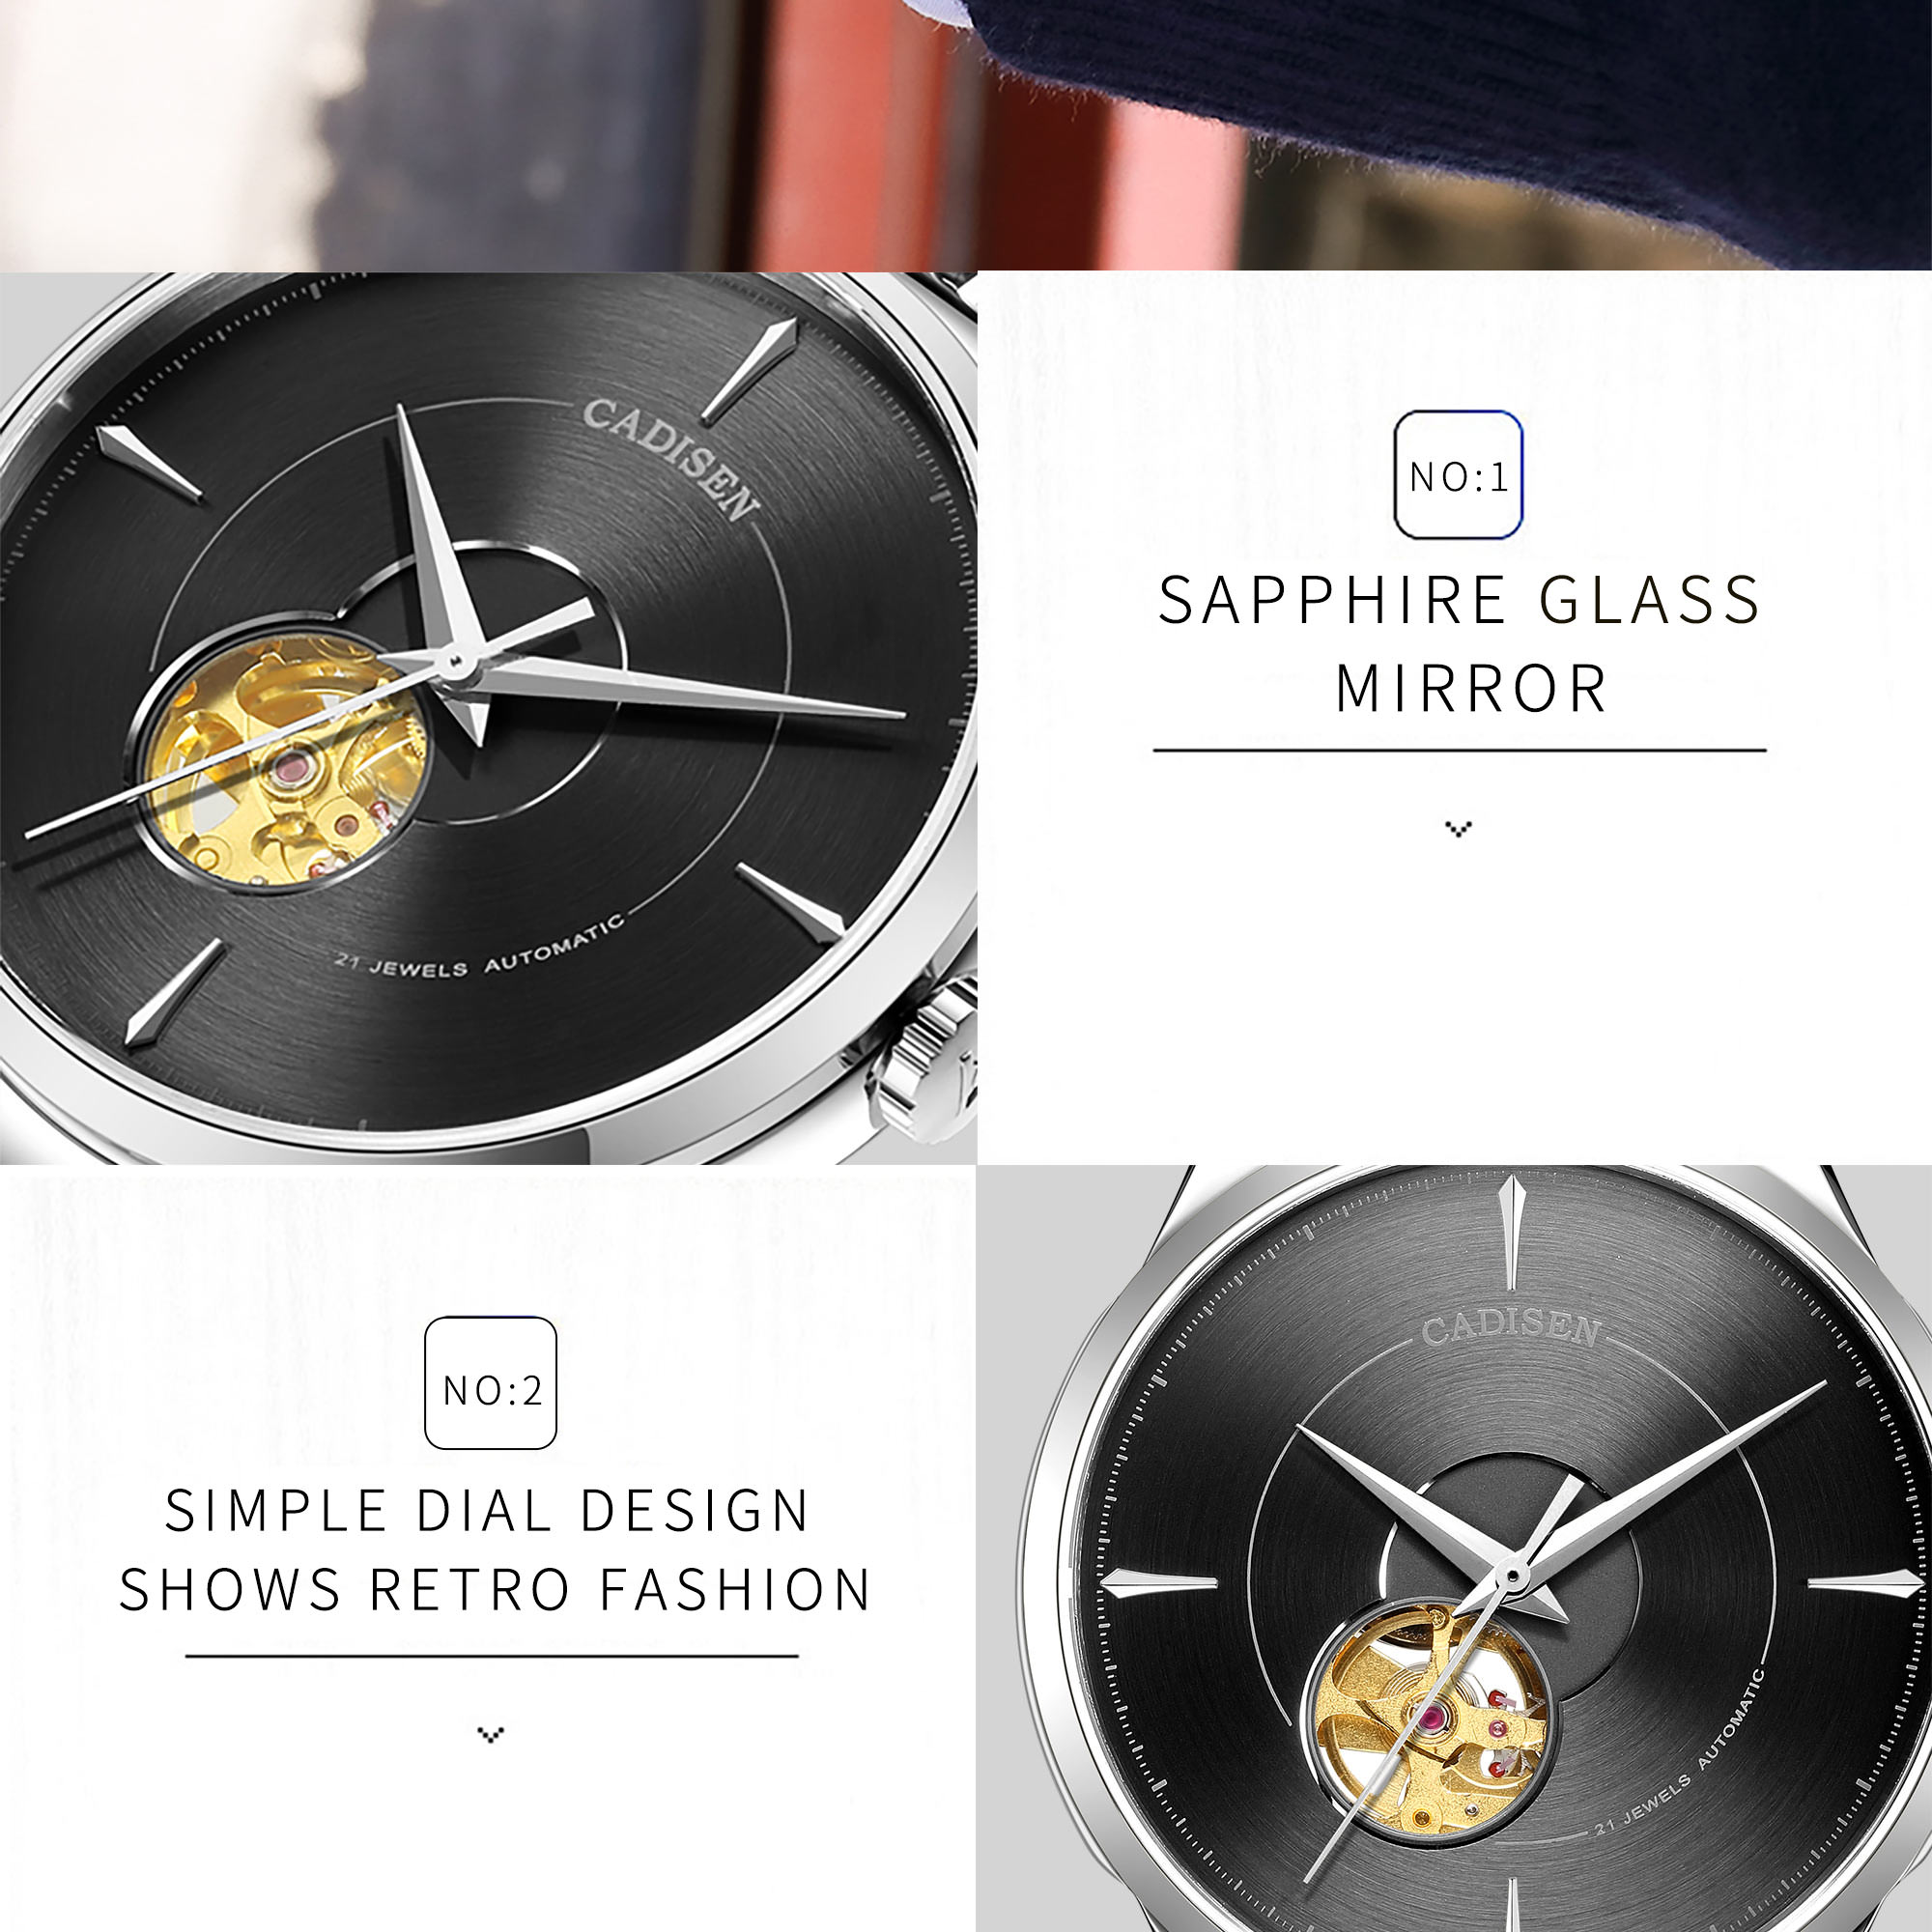 CADISEN
21 JEWELS AUTOMATIC
NO:1
SAPPHIRE GLASS
MIRROR
NO:2
SIMPLE DIAL DESIGN
SHOWS RETRO FASHION
CADISEN
21 JEWELS AUTOMATIC